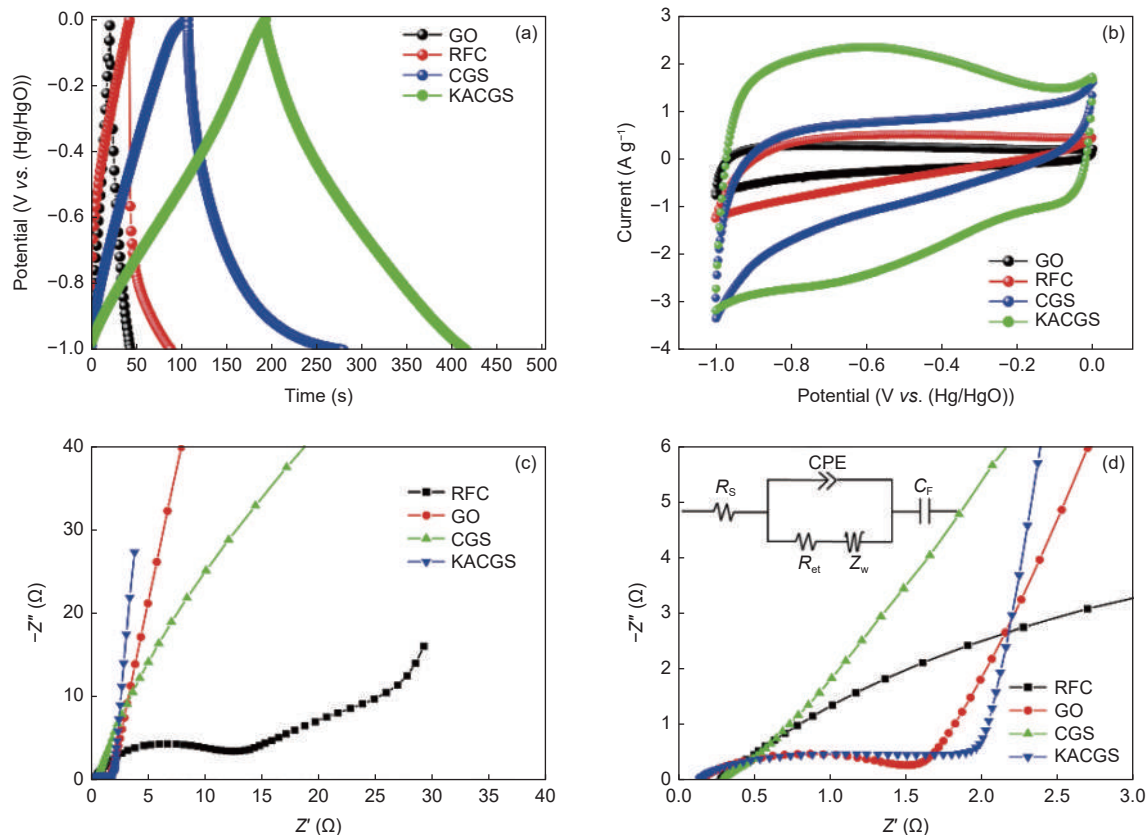 (a)
GO
RFC
CGS
KACGS
Potential (V vs. (Hg/HgO))
0.0
−0.2
−0.4
−0.6
−0.8
−1.0
0 50 100 150 200 250 300 350 400 450 500
Time (s)
(b)
Current (A g⁻¹)
3
2
1
0
−1
−2
−3
−4
GO
RFC
CGS
KACGS
−1.0 −0.8 −0.6 −0.4 −0.2 0.0
Potential (V vs. (Hg/HgO))
(c)
RFC
GO
CGS
KACGS
−Z″ (Ω)
40
30
20
10
0
0 5 10 15 20 25 30 35 40
Z′ (Ω)
(d)
CPE
RS
CF
Ret
Zw
−Z″ (Ω)
6
5
4
3
2
1
0
RFC
GO
CGS
KACGS
0.0 0.5 1.0 1.5 2.0 2.5 3.0
Z′ (Ω)